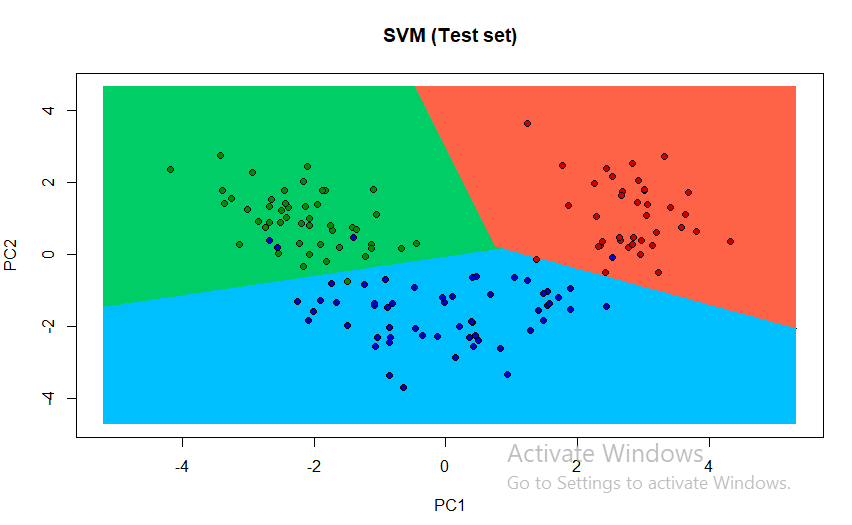 SVM (Test set)
4
2
0
-2
-4
PC2
-4
-2
0
2
4
PC1
Activate Windows
Go to Settings to activate Windows.